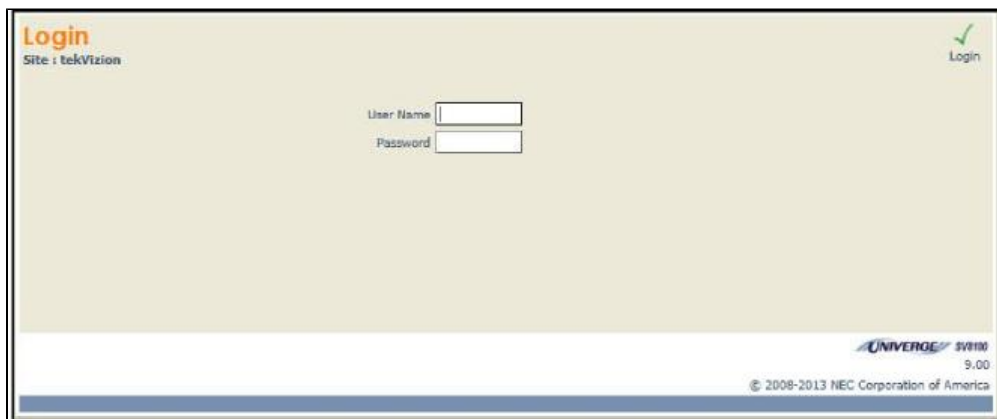 Login
Site : tekVizion
Login
User Name
Password
UNIVERGE SV8100
9.00
© 2008-2013 NEC Corporation of America